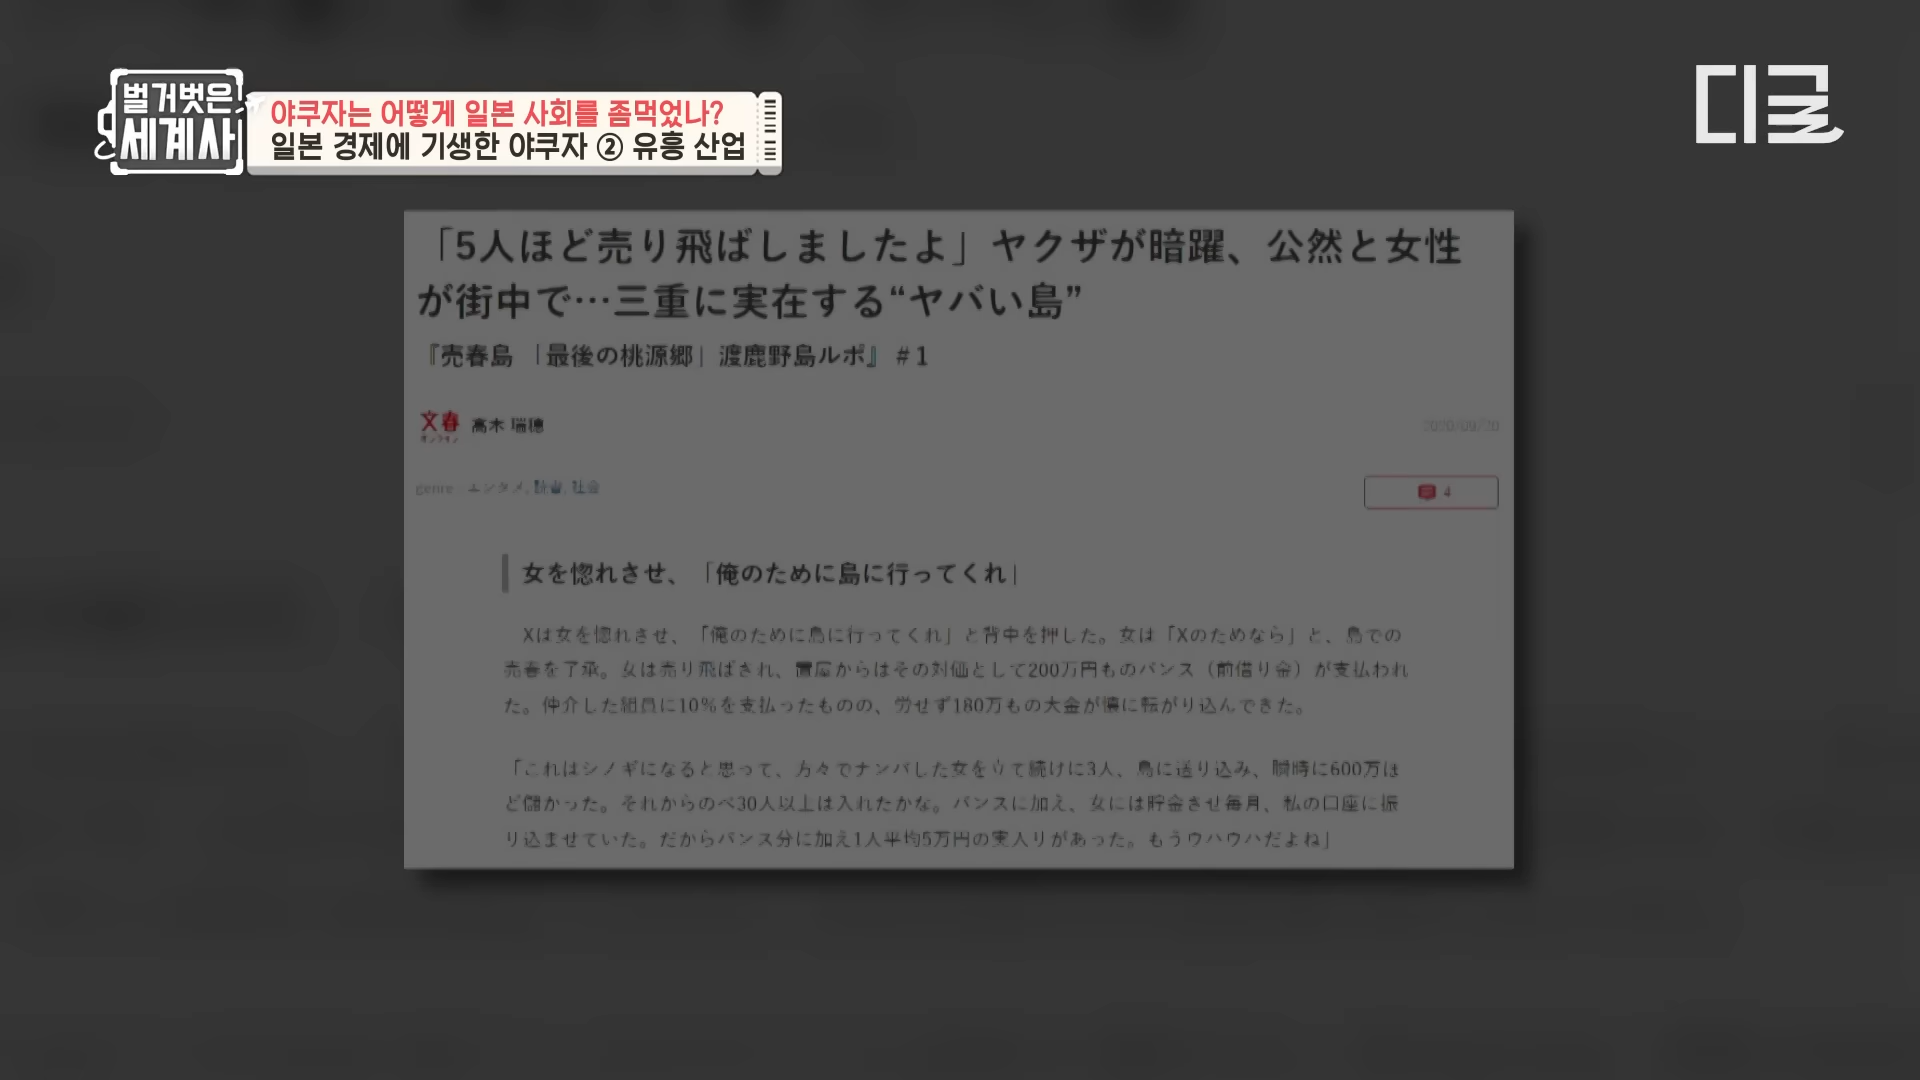 벌거벗은
세계사
야쿠자는 어떻게 일본 사회를 좀먹었나?
일본 경제에 기생한 야쿠자 ② 유흥 산업
디글
「5人ほど売り飛ばしましたよ」ヤクザが暗躍、公然と女性
が街中で…三重に実在する“ヤバい島”
『売春島 「最後の桃源郷」渡鹿野島ルポ』 #1
文春
オンライン
高木 瑞穂
genre エンタメ, 読書, 社会
4
女を惚れさせ、「俺のために島に行ってくれ」
Xは女を惚れさせ、「俺のために島に行ってくれ」と背中を押した。女は「Xのためなら」と、島での
売春を了承。女は売り飛ばされ、置屋からはその対価として200万円ものバンス（前借り金）が支払われ
た。仲介した組員に10％を支払ったものの、労せず180万もの大金が懐に転がり込んできた。
「これはシノギになると思って、方々でナンパした女を立て続けに3人、島に送り込み、瞬時に600万ほ
ど儲かった。それからのべ30人以上は入れたかな。バンスに加え、女には貯金させ毎月、私の口座に振
り込ませていた。だからバンス分に加え1人平均5万円の実入りがあった。もうウハウハだよね」